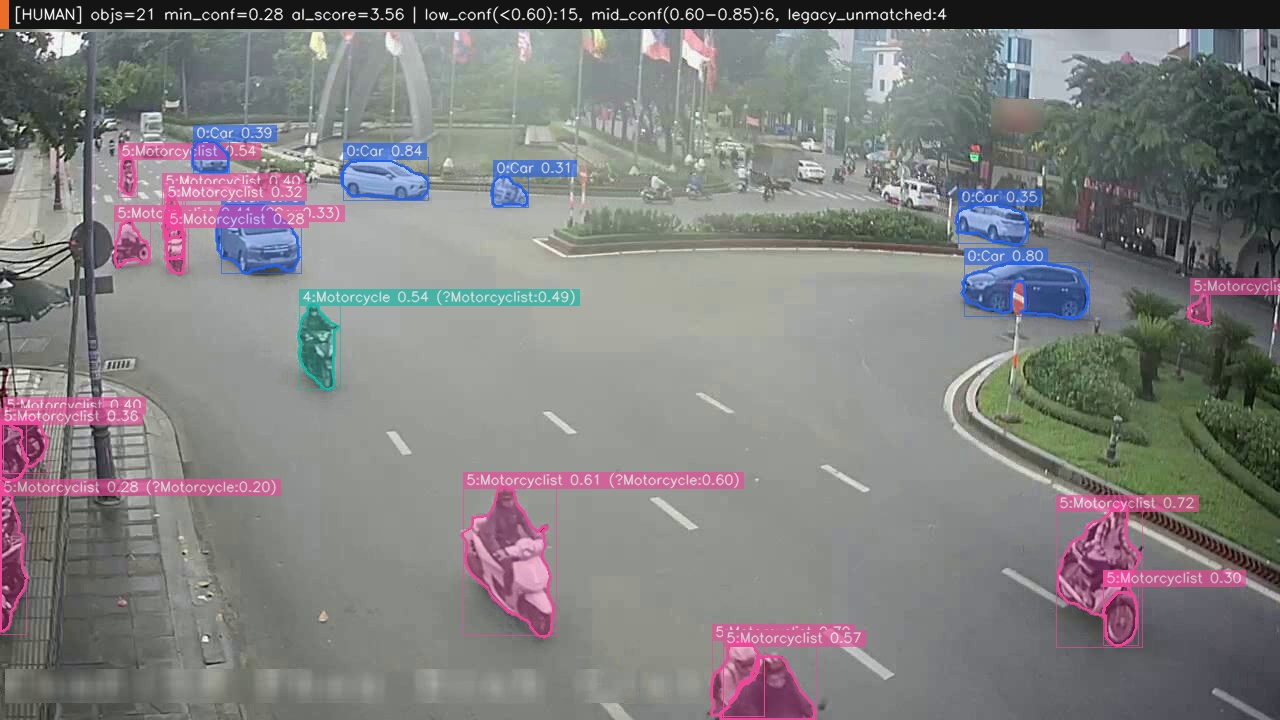 [HUMAN] objs=21 min_conf=0.28 al_score=3.56 | low_conf(<0.60):15, mid_conf(0.60-0.85):6, legacy_unmatched:4
0:Car 0.39
5:Motorcyclist 0.54
0:Car 0.84
0:Car 0.31
5:Motorcyclist 0.40
5:Motorcyclist 0.32
0:Car 0.35
5:Motorcyclist 0.28
0:Car 0.80
5:Motorcyclis
4:Motorcycle 0.54 (?Motorcyclist:0.49)
5:Motorcyclist 0.40
5:Motorcyclist 0.36
5:Motorcyclist 0.61 (?Motorcycle:0.60)
5:Motorcyclist 0.28 (?Motorcycle:0.20)
5:Motorcyclist 0.72
5:Motorcyclist 0.30
5:Motorcyclist 0.57